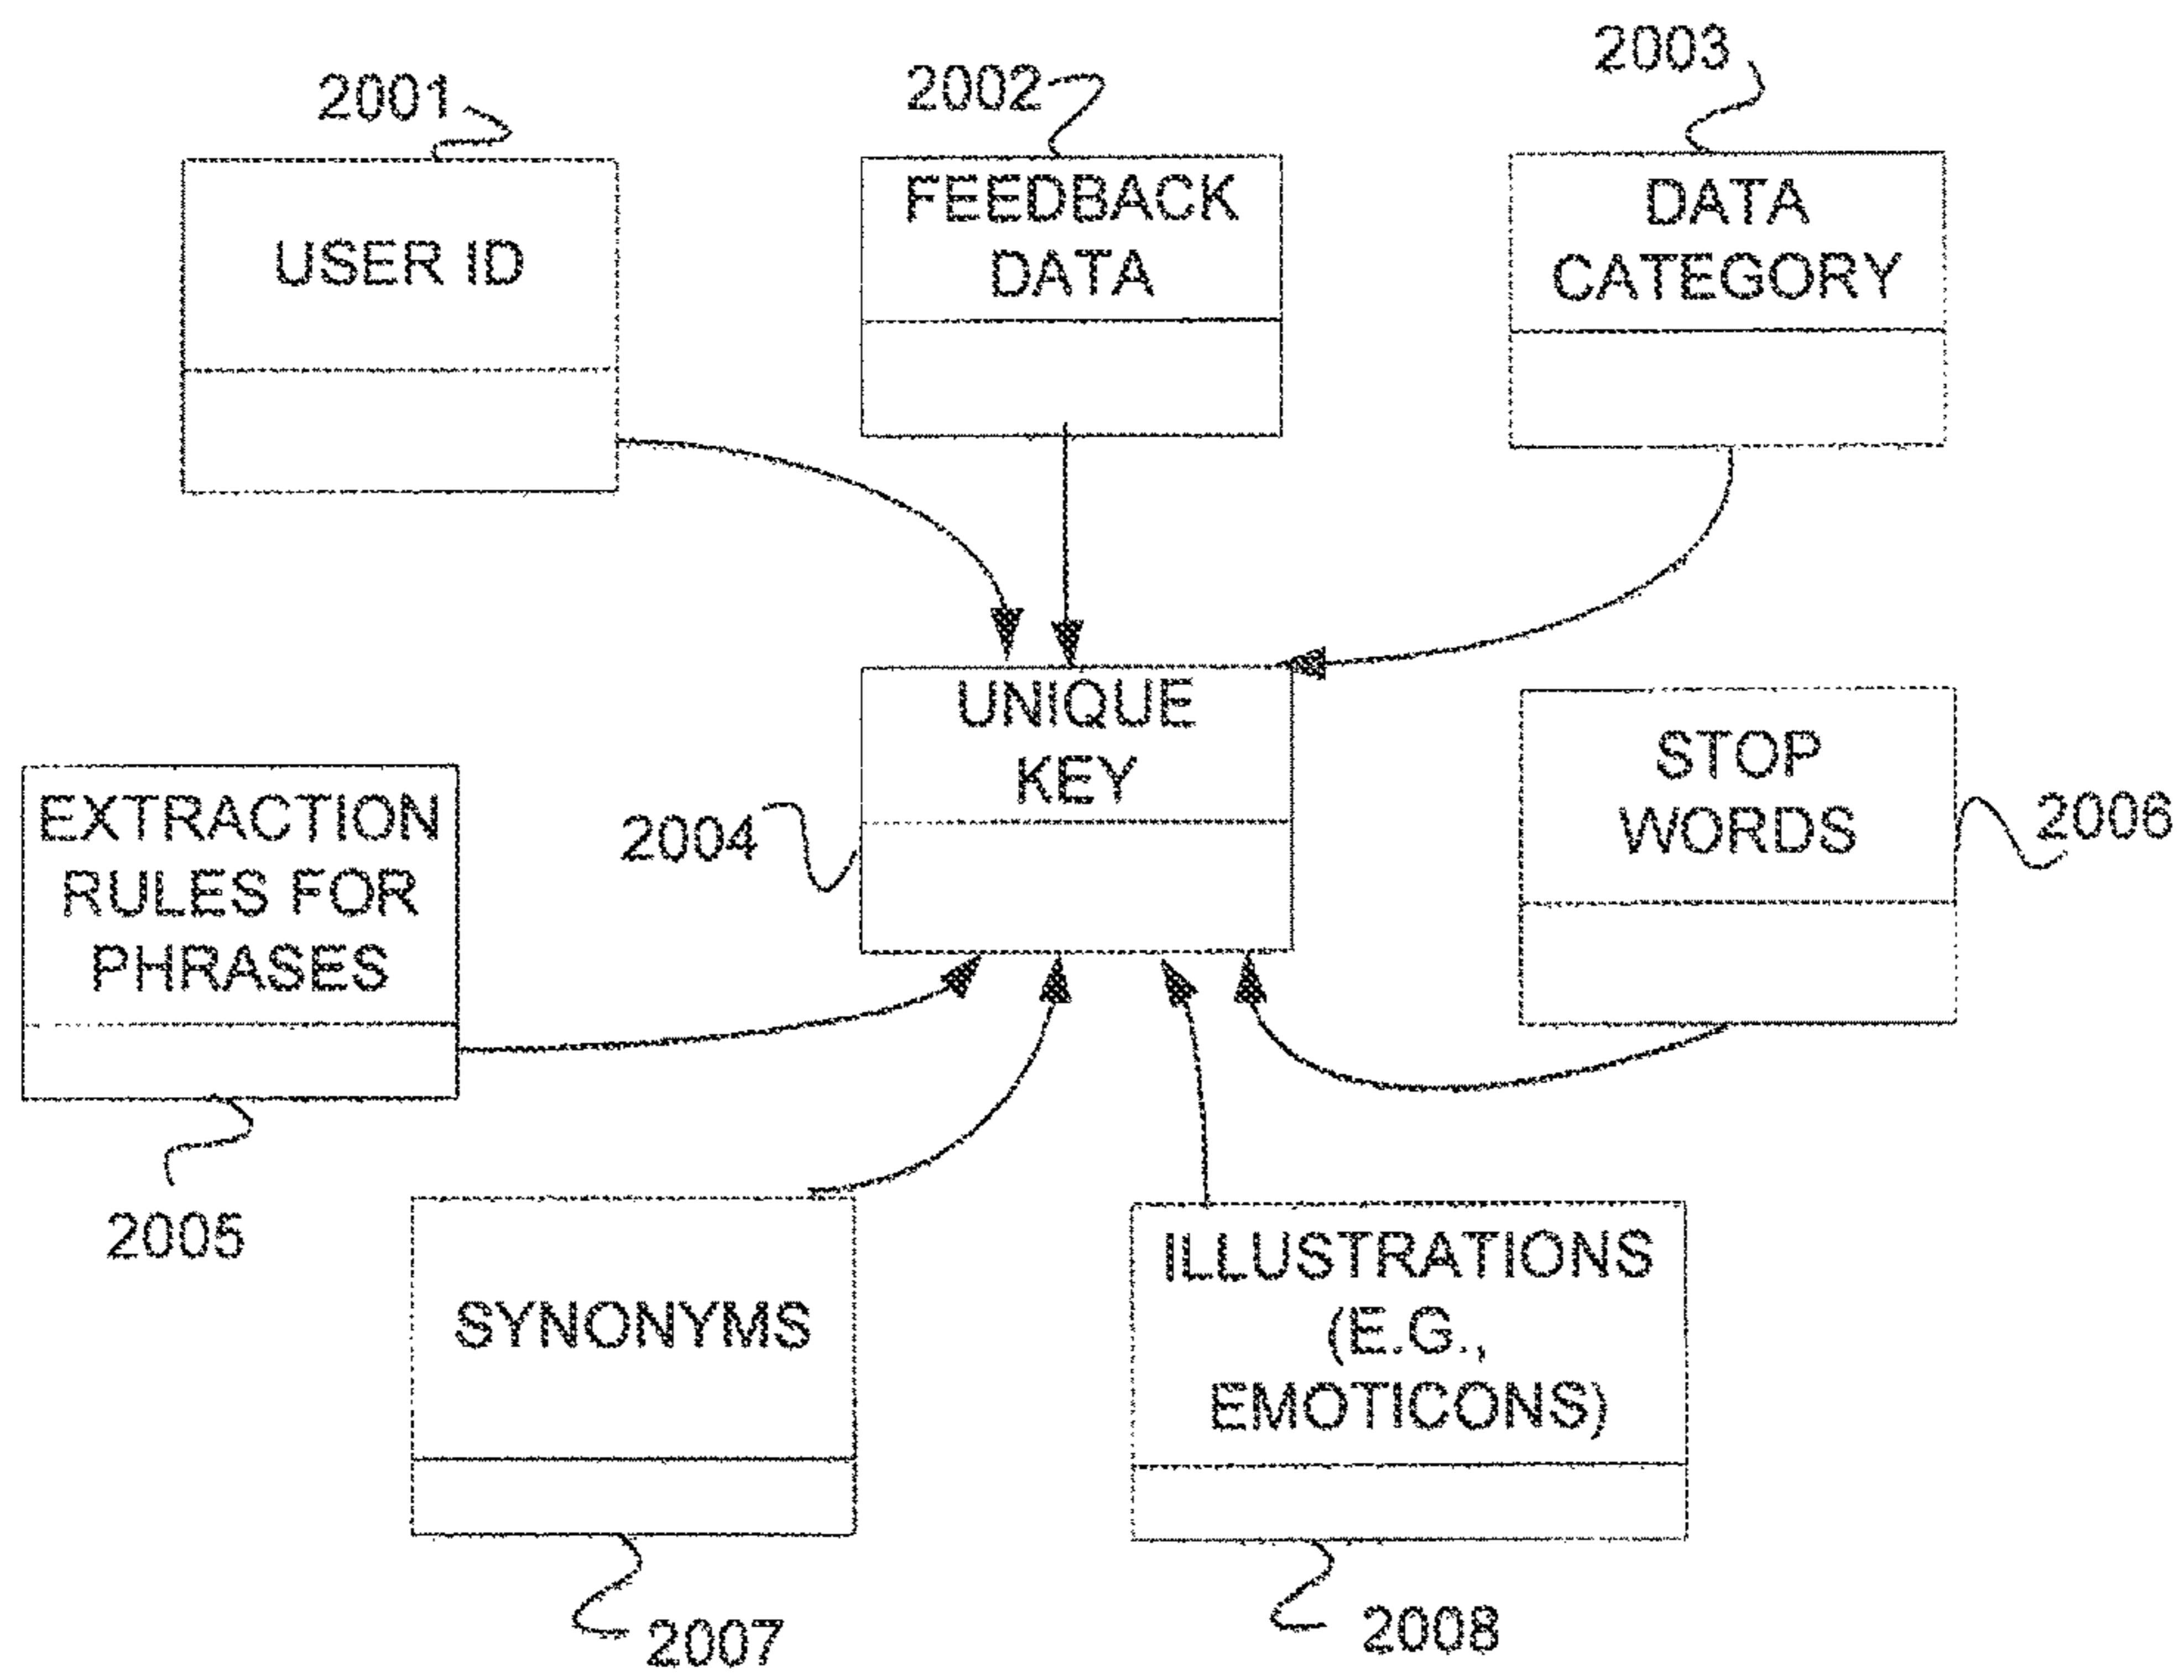 2001
2002
2003
USER ID
FEEDBACK
DATA
DATA
CATEGORY
UNIQUE
KEY
2004
STOP
WORDS
2006
EXTRACTION
RULES FOR
PHRASES
2005
SYNONYMS
2007
ILLUSTRATIONS
(E.G.,
EMOTICONS)
2008